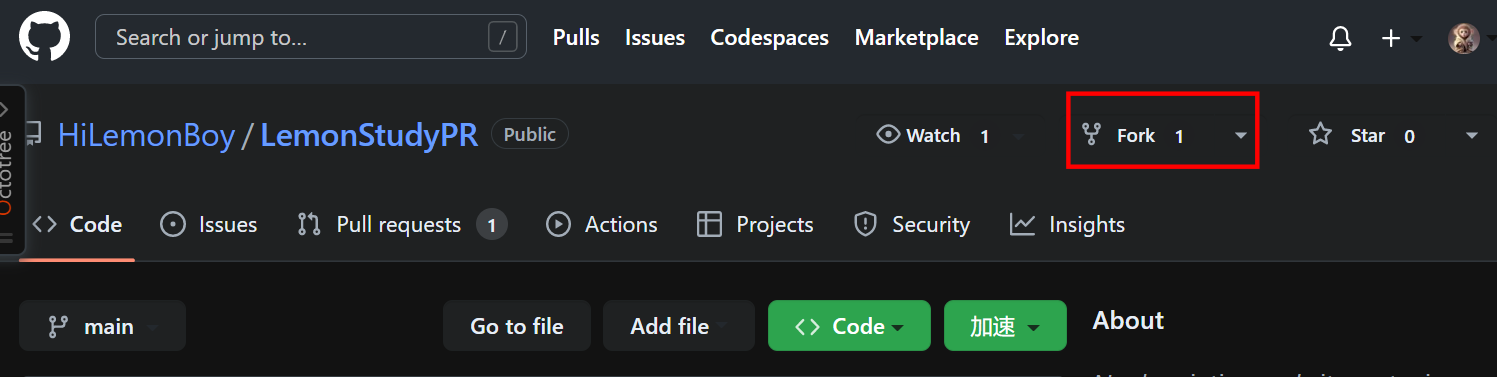 Search or jump to... / Pulls Issues Codespaces Marketplace Explore
HiLemonBoy / LemonStudyPR Public Watch 1 Fork 1 Star 0
Octotree
Code Issues Pull requests 1 Actions Projects Security Insights
main Go to file Add file Code 加速 About